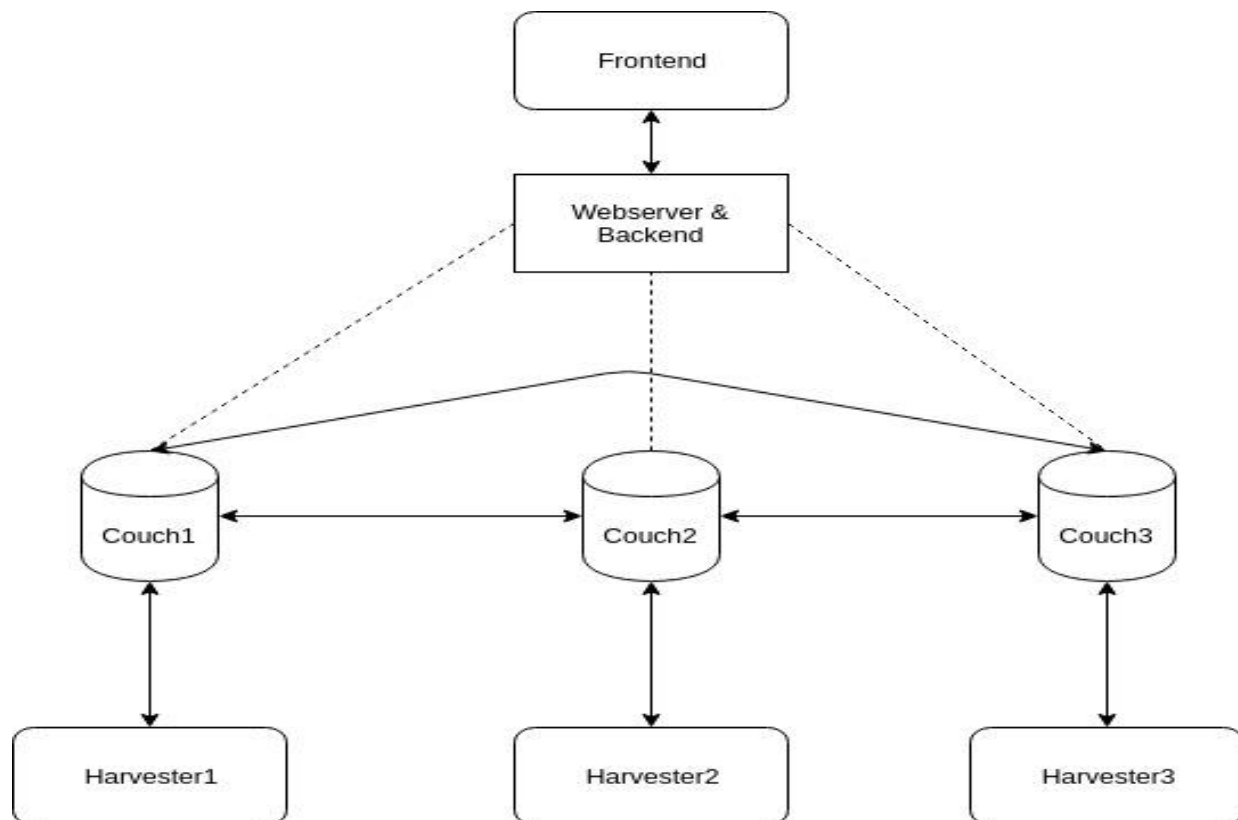 Frontend
Webserver &
Backend
Couch1
Couch2
Couch3
Harvester1
Harvester2
Harvester3